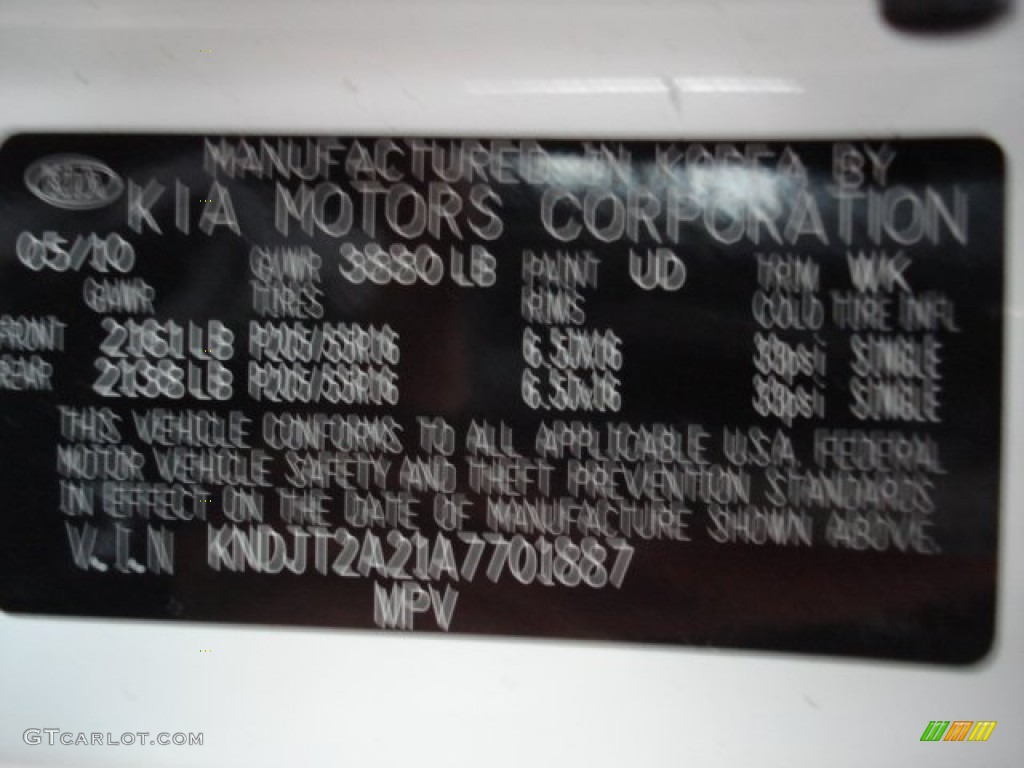 MANUFACTURED IN KOREA BY
KIA MOTORS CORPORATION
05/10 GVWR 3880 LB PAINT UD TRIM WK
GAWR TIRES RIMS COLD TIRE INFL
FRONT 2161 LB P205/55R16 6.5JX16 33psi SINGLE
REAR 2138 LB P205/55R16 6.5Jx16 33psi SINGLE
THIS VEHICLE CONFORMS TO ALL APPLICABLE U.S.A. FEDERAL
MOTOR VEHICLE SAFETY AND THEFT PREVENTION STANDARDS
IN EFFECT ON THE DATE OF MANUFACTURE SHOWN ABOVE.
V.I.N KNDJT2A21A7701887
MPV
GTCARLOT.COM